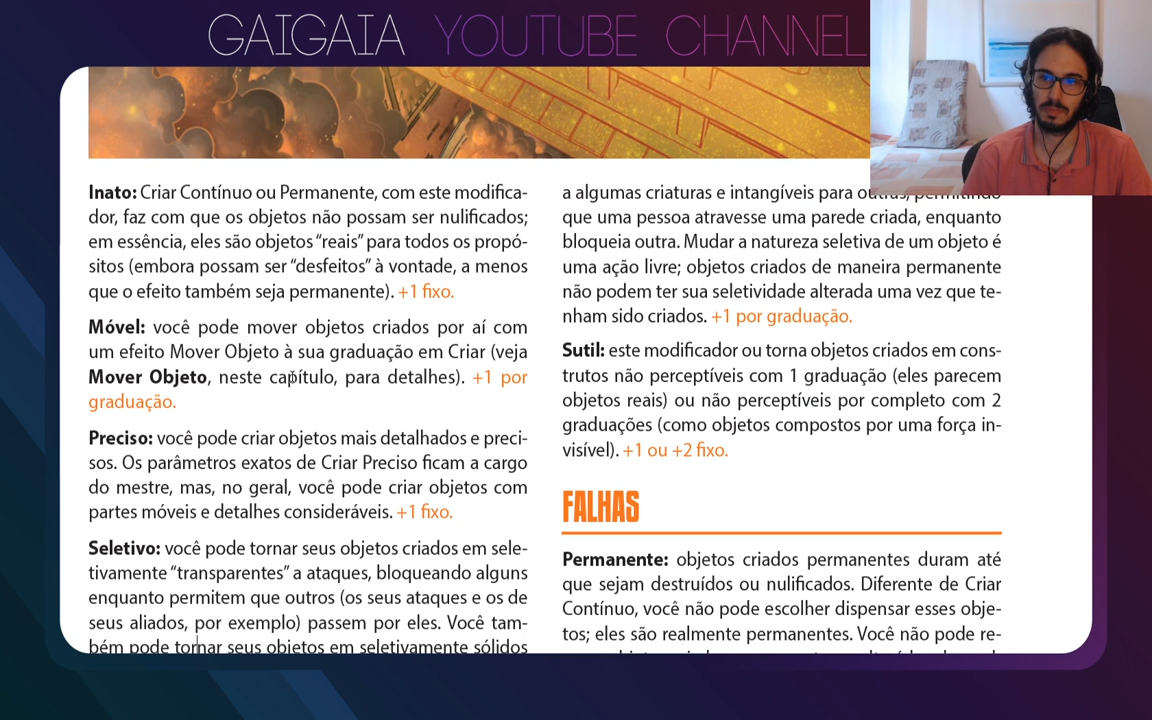 GAIGAIA YOUTUBE CHANNEL
Inato: Criar Contínuo ou Permanente, com este modifica-
dor, faz com que os objetos não possam ser nulificados;
em essência, eles são objetos “reais” para todos os propó-
sitos (embora possam ser “desfeitos” à vontade, a menos
que o efeito também seja permanente). +1 fixo.
Móvel: você pode mover objetos criados por aí com
um efeito Mover Objeto à sua graduação em Criar (veja
Mover Objeto, neste capítulo, para detalhes). +1 por
graduação.
Preciso: você pode criar objetos mais detalhados e preci-
sos. Os parâmetros exatos de Criar Preciso ficam a cargo
do mestre, mas, no geral, você pode criar objetos com
partes móveis e detalhes consideráveis. +1 fixo.
Seletivo: você pode tornar seus objetos criados em sele-
tivamente “transparentes” a ataques, bloqueando alguns
enquanto permitem que outros (os seus ataques e os de
seus aliados, por exemplo) passem por eles. Você tam-
bém pode tornar seus objetos em seletivamente sólidos
a algumas criaturas e intangíveis para outras, permitindo
que uma pessoa atravesse uma parede criada, enquanto
bloqueia outra. Mudar a natureza seletiva de um objeto é
uma ação livre; objetos criados de maneira permanente
não podem ter sua seletividade alterada uma vez que te-
nham sido criados. +1 por graduação.
Sutil: este modificador ou torna objetos criados em cons-
trutos não perceptíveis com 1 graduação (eles parecem
objetos reais) ou não perceptíveis por completo com 2
graduações (como objetos compostos por uma força in-
visível). +1 ou +2 fixo.
FALHAS
Permanente: objetos criados permanentes duram até
que sejam destruídos ou nulificados. Diferente de Criar
Contínuo, você não pode escolher dispensar esses obje-
tos; eles são realmente permanentes. Você não pode re-